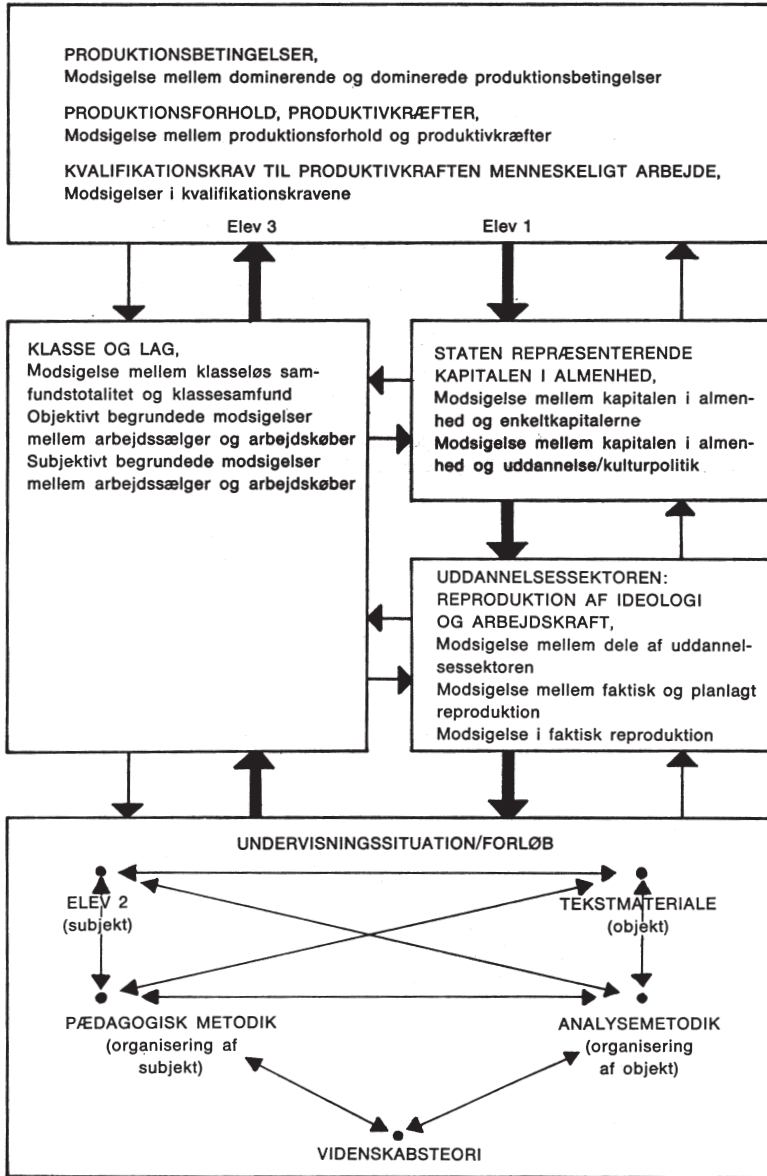 PRODUKTIONSBETINGELSER,
Modsigelse mellem dominerende og dominerede produktionsbetingelser
PRODUKTIONSFORHOLD, PRODUKTIVKRÆFTER,
Modsigelse mellem produktionsforhold og produktivkræfter
KVALIFIKATIONSKRAV TIL PRODUKTIVKRAFTEN MENNESKELIGT ARBEJDE,
Modsigelser i kvalifikationskravene
Elev 3
Elev 1
KLASSE OG LAG,
Modsigelse mellem klasseløs sam-
fundstotalitet og klassesamfund
Objektivt begrundede modsigelser
mellem arbejdssælger og arbejdskøber
Subjektivt begrundede modsigelser
mellem arbejdssælger og arbejdskøber
STATEN REPRÆSENTERENDE
KAPITALEN I ALMENHED,
Modsigelse mellem kapitalen i almen-
hed og enkeltkapitalerne
Modsigelse mellem kapitalen i almen-
hed og uddannelse/kulturpolitik
UDDANNELSESSEKTOREN:
REPRODUKTION AF IDEOLOGI
OG ARBEJDSKRAFT,
Modsigelse mellem dele af uddannel-
sessektoren
Modsigelse mellem faktisk og planlagt
reproduktion
Modsigelse i faktisk reproduktion
UNDERVISNINGSSITUATION/FORLØB
ELEV 2
(subjekt)
TEKSTMATERIALE
(objekt)
PÆDAGOGISK METODIK
(organisering af
subjekt)
ANALYSEMETODIK
(organisering
af objekt)
VIDENSKABSTEORI